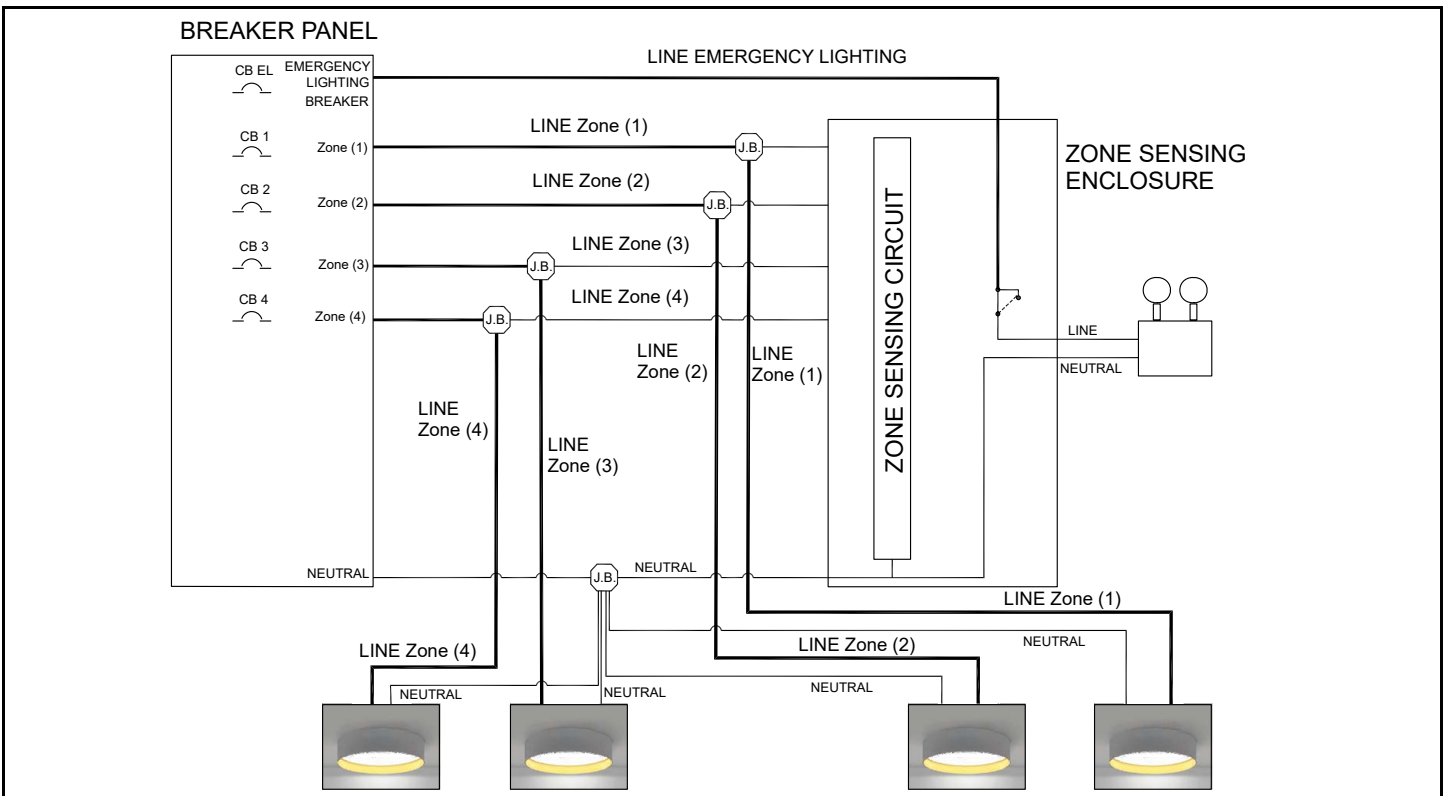 BREAKER PANEL
LINE EMERGENCY LIGHTING
CB EL
EMERGENCY
LIGHTING
BREAKER
CB 1
Zone (1)
LINE Zone (1)
J.B.
ZONE SENSING
ENCLOSURE
CB 2
Zone (2)
LINE Zone (2)
J.B.
CB 3
Zone (3)
J.B.
LINE Zone (3)
CB 4
Zone (4)
J.B.
LINE Zone (4)
ZONE SENSING CIRCUIT
LINE
NEUTRAL
LINE
Zone (2)
LINE
Zone (1)
LINE
Zone (4)
LINE
Zone (3)
NEUTRAL
J.B.
NEUTRAL
LINE Zone (1)
LINE Zone (4)
LINE Zone (2)
NEUTRAL
NEUTRAL
NEUTRAL
NEUTRAL